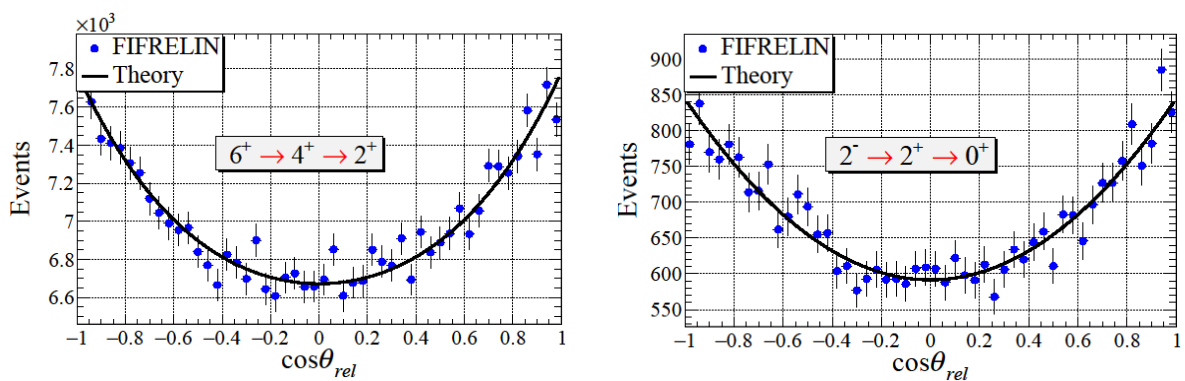 ×10³
FIFRELIN
Theory
6⁺ → 4⁺ → 2⁺
Events
7.8
7.6
7.4
7.2
7
6.8
6.6
−1 −0.8 −0.6 −0.4 −0.2 0 0.2 0.4 0.6 0.8 1
cosθ_rel
FIFRELIN
Theory
2⁻ → 2⁺ → 0⁺
Events
900
850
800
750
700
650
600
550
−1 −0.8 −0.6 −0.4 −0.2 0 0.2 0.4 0.6 0.8 1
cosθ_rel